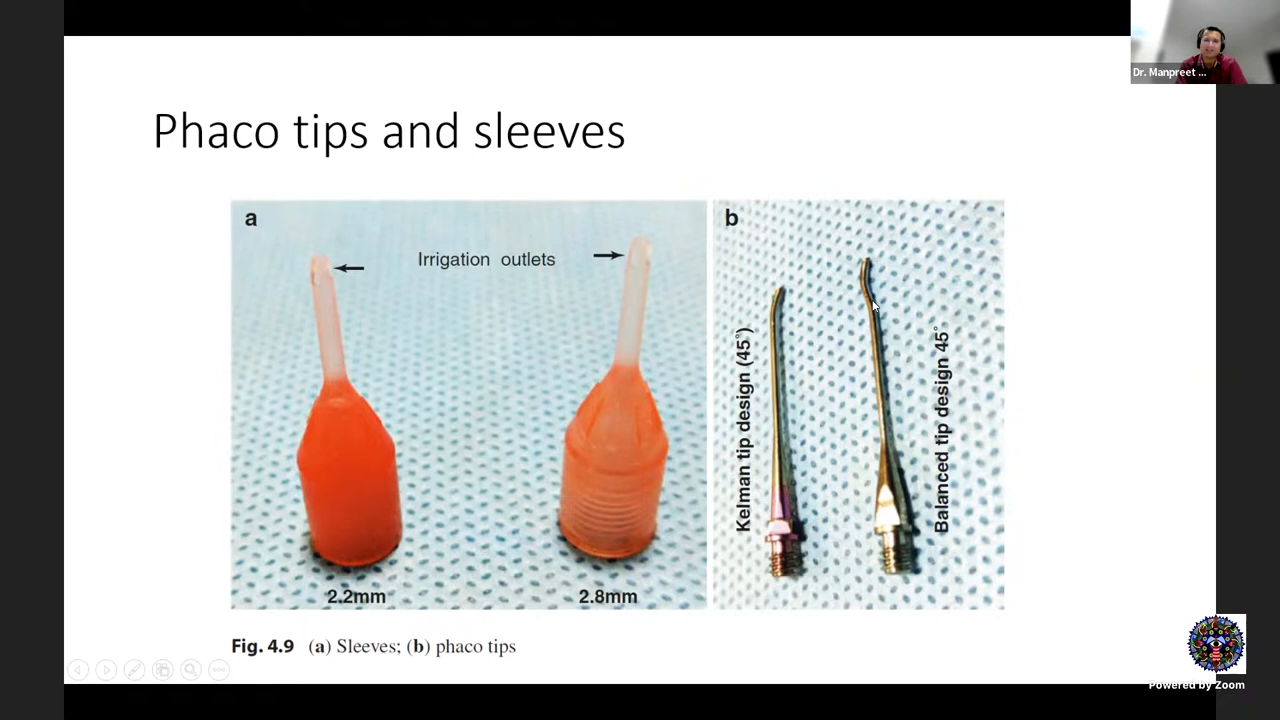 Dr. Manpreet ...
Phaco tips and sleeves
a
Irrigation outlets
2.2mm
2.8mm
b
Kelman tip design (45°)
Balanced tip design 45°
Fig. 4.9 (a) Sleeves; (b) phaco tips
Powered by Zoom